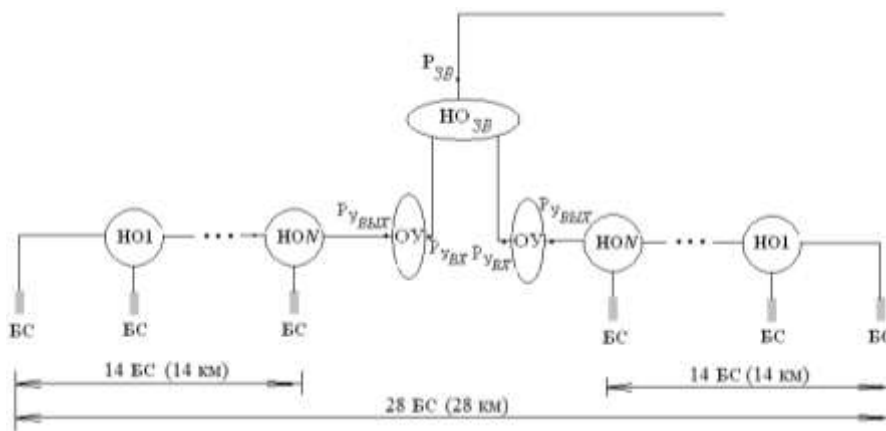 P_ЗВ
НО_ЗВ
P_У_ВЫХ
P_У_ВЫХ
НО1 • • • НОN ОУ P_У_ВХ P_У_ВХ ОУ НОN • • • НО1
БС БС БС БС БС БС
14 БС (14 км) 14 БС (14 км)
28 БС (28 км)